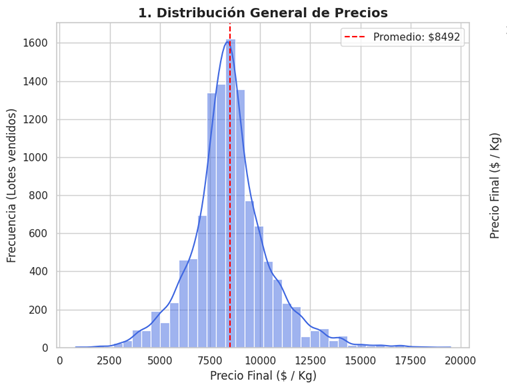 1. Distribución General de Precios
Promedio: $8492
Frecuencia (Lotes vendidos)
1600
1400
1200
1000
800
600
400
200
0
0 2500 5000 7500 10000 12500 15000 17500 20000
Precio Final ($ / Kg)
Precio Final ($ / Kg)